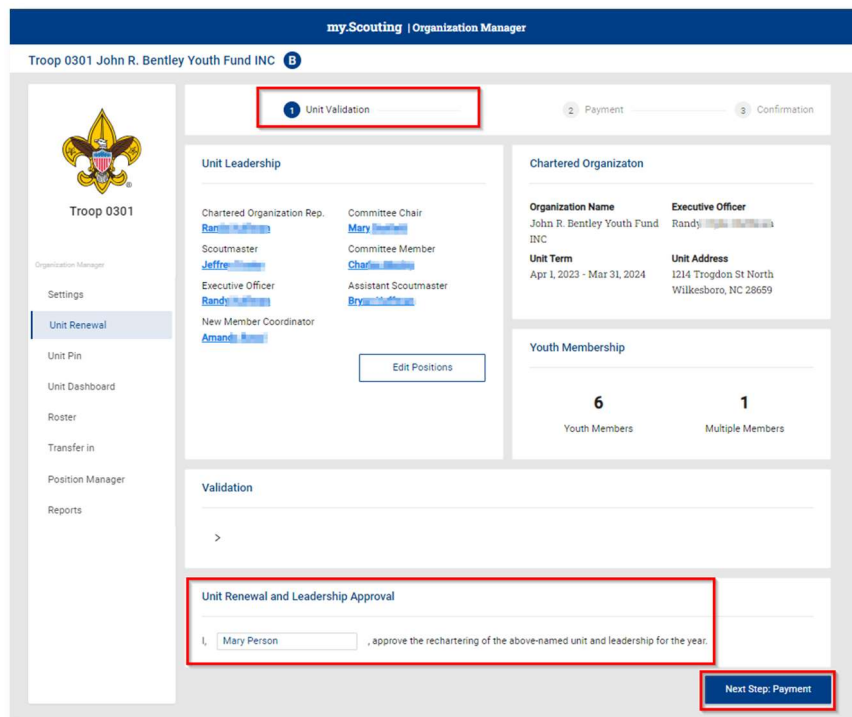 my.Scouting | Organization Manager
Troop 0301 John R. Bentley Youth Fund INC B
1 Unit Validation
2 Payment
3 Confirmation
Troop 0301
Organization Manager
Settings
Unit Renewal
Unit Pin
Unit Dashboard
Roster
Transfer in
Position Manager
Reports
Unit Leadership
Chartered Organization Rep.
Committee Chair
Mary
Scoutmaster
Committee Member
Executive Officer
Assistant Scoutmaster
Randy
New Member Coordinator
Edit Positions
Chartered Organizaton
Organization Name
John R. Bentley Youth Fund
INC
Executive Officer
Randy
Unit Term
Apr 1, 2023 - Mar 31, 2024
Unit Address
1214 Trogdon St North
Wilkesboro, NC 28659
Youth Membership
6
Youth Members
1
Multiple Members
Validation
>
Unit Renewal and Leadership Approval
I, Mary Person , approve the rechartering of the above-named unit and leadership for the year.
Next Step: Payment